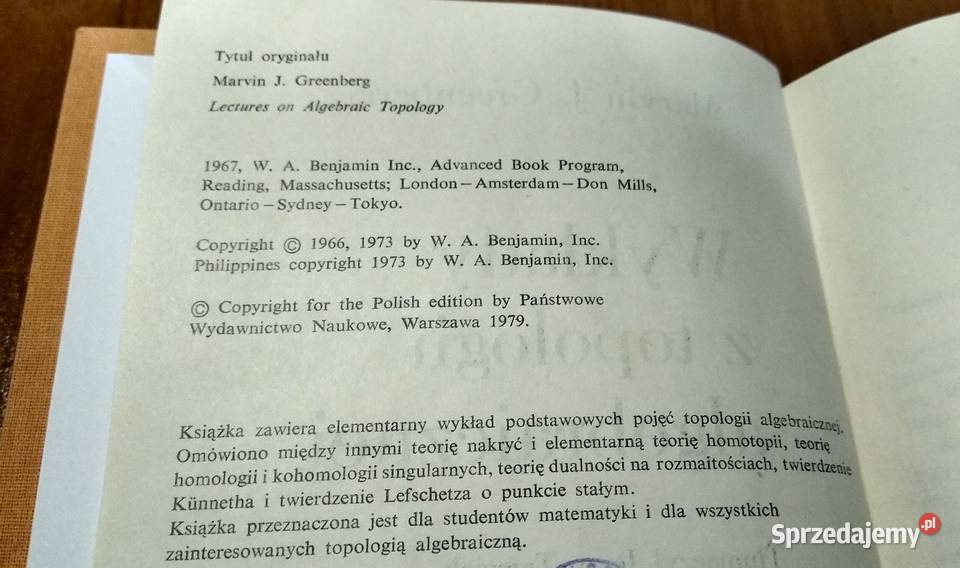 Tytuł oryginału
Marvin J. Greenberg
Lectures on Algebraic Topology
1967, W. A. Benjamin Inc., Advanced Book Program,
Reading, Massachusetts; London – Amsterdam – Don Mills,
Ontario – Sydney – Tokyo.
Copyright © 1966, 1973 by W. A. Benjamin, Inc.
Philippines copyright 1973 by W. A. Benjamin, Inc.
© Copyright for the Polish edition by Państwowe
Wydawnictwo Naukowe, Warszawa 1979.
Książka zawiera elementarny wykład podstawowych pojęć topologii algebraicznej.
Omówiono między innymi teorię nakryć i elementarną teorię homotopii, teorię
homologii i kohomologii singularnych, teorię dualności na rozmaitościach, twierdzenie
Künnetha i twierdzenie Lefschetza o punkcie stałym.
Książka przeznaczona jest dla studentów matematyki i dla wszystkich
zainteresowanych topologią algebraiczną.
Sprzedajemy.pl